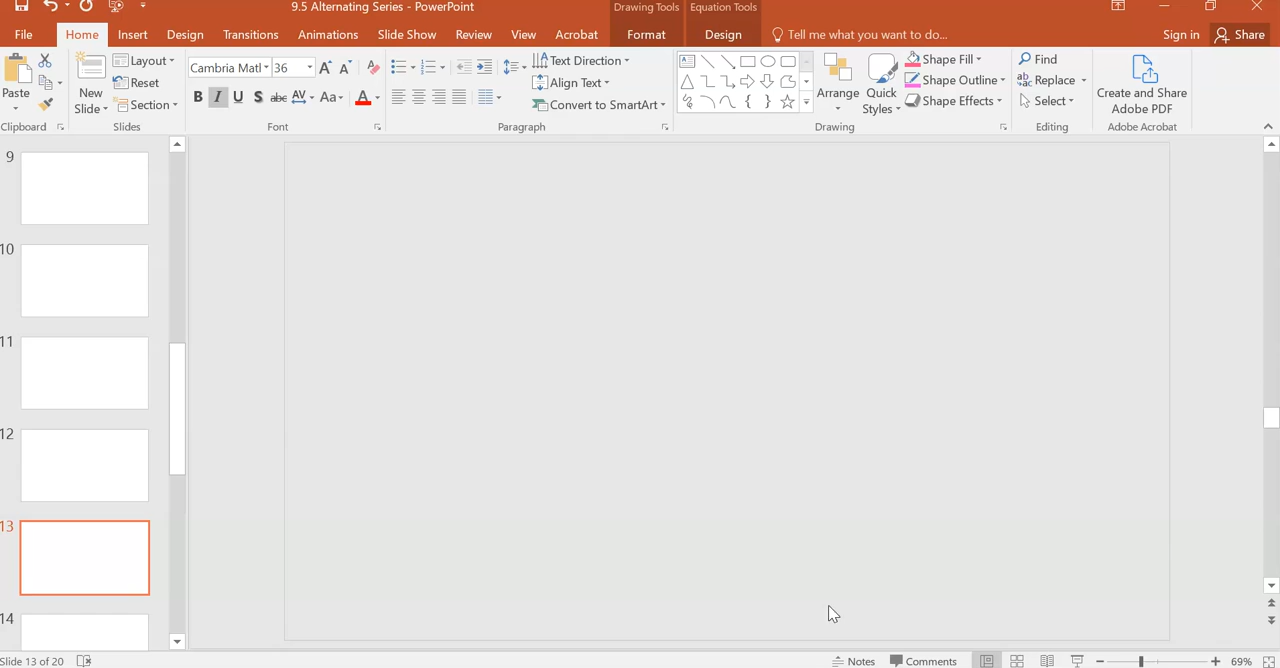 9.5 Alternating Series - PowerPoint
Drawing Tools Equation Tools
File Home Insert Design Transitions Animations Slide Show Review View Acrobat Format Design Tell me what you want to do... Sign in Share
Paste
New Slide
Layout
Reset
Section
Cambria Matl 36
B I U S abc AV Aa A
Text Direction
Align Text
Convert to SmartArt
Arrange
Quick Styles
Shape Fill
Shape Outline
Shape Effects
Find
Replace
Select
Create and Share Adobe PDF
Clipboard Slides Font Paragraph Drawing Editing Adobe Acrobat
9
10
11
12
13
14
Slide 13 of 20 Notes Comments 69%